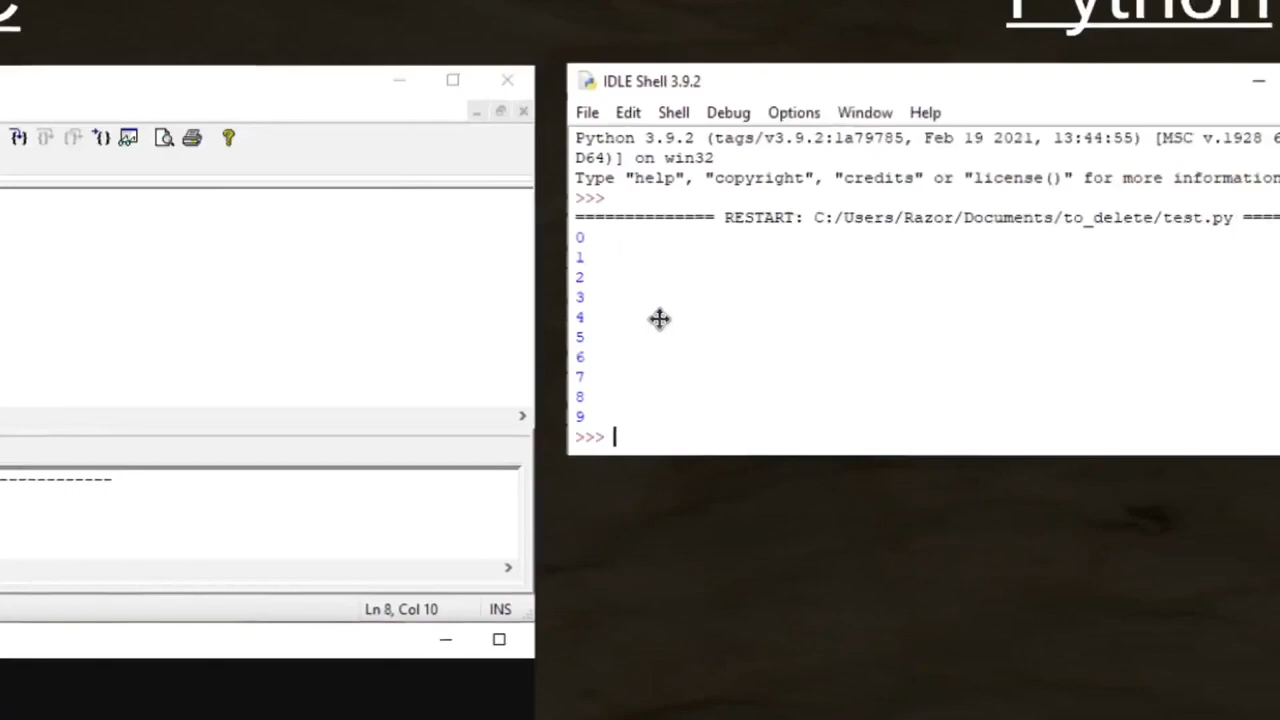 Python
IDLE Shell 3.9.2
File Edit Shell Debug Options Window Help
Python 3.9.2 (tags/v3.9.2:1a79785, Feb 19 2021, 13:44:55) [MSC v.1928 6
D64)] on win32
Type "help", "copyright", "credits" or "license()" for more information
>>>
============== RESTART: C:/Users/Razor/Documents/to_delete/test.py ====
0
1
2
3
4
5
6
7
8
9
>>>
------------
Ln 8, Col 10 INS